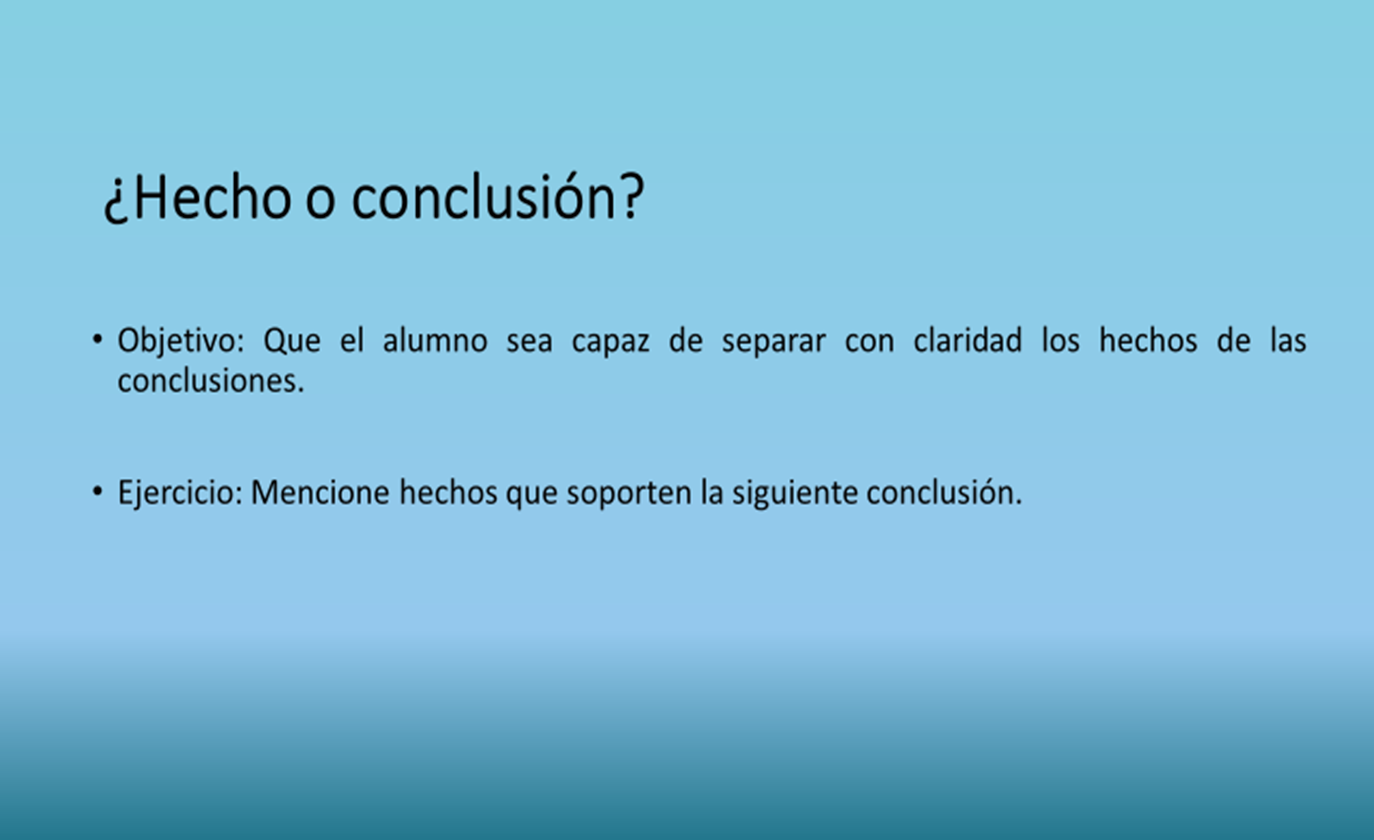 ¿Hecho o conclusión?
• Objetivo: Que el alumno sea capaz de separar con claridad los hechos de las
conclusiones.
• Ejercicio: Mencione hechos que soporten la siguiente conclusión.